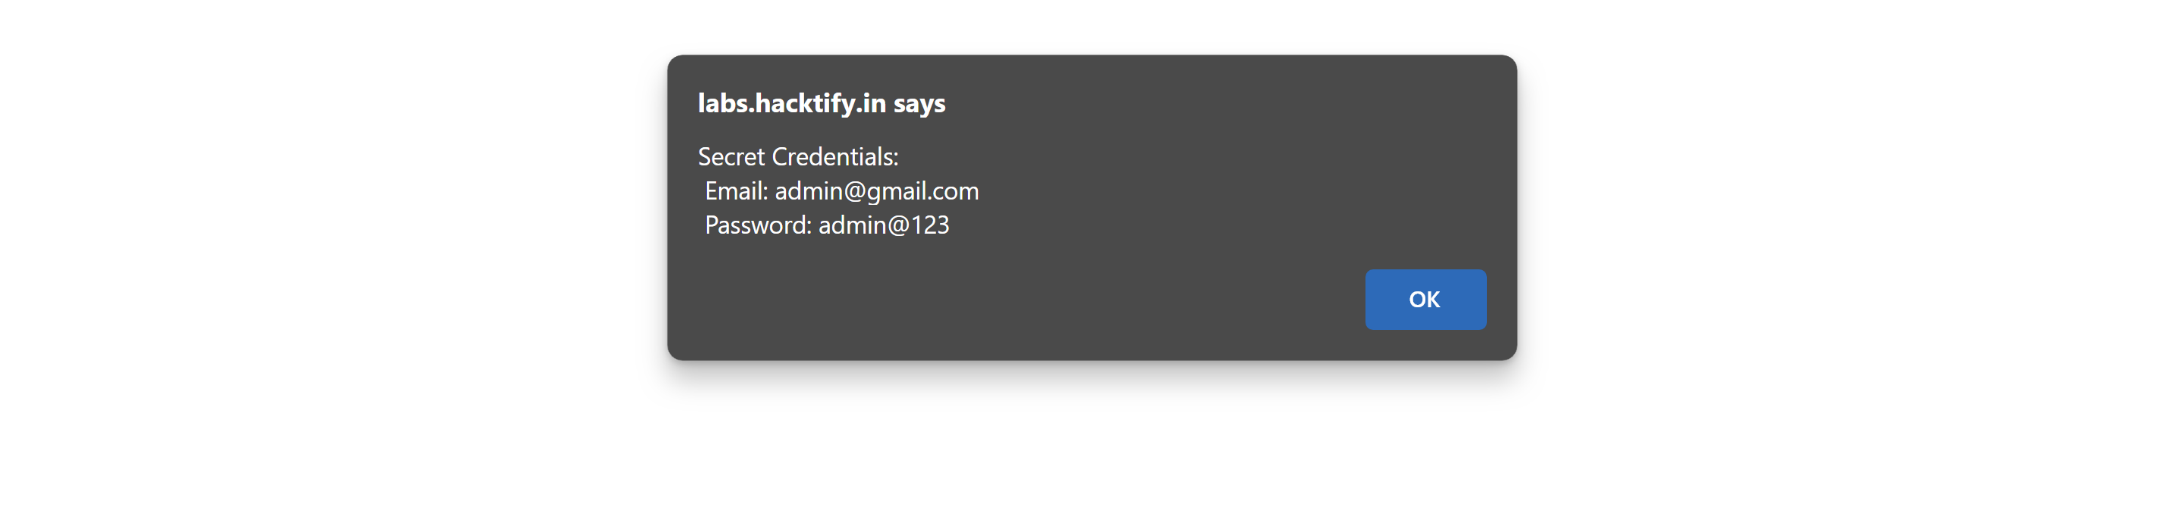 labs.hacktify.in says
Secret Credentials:
Email: admin@gmail.com
Password: admin@123
OK